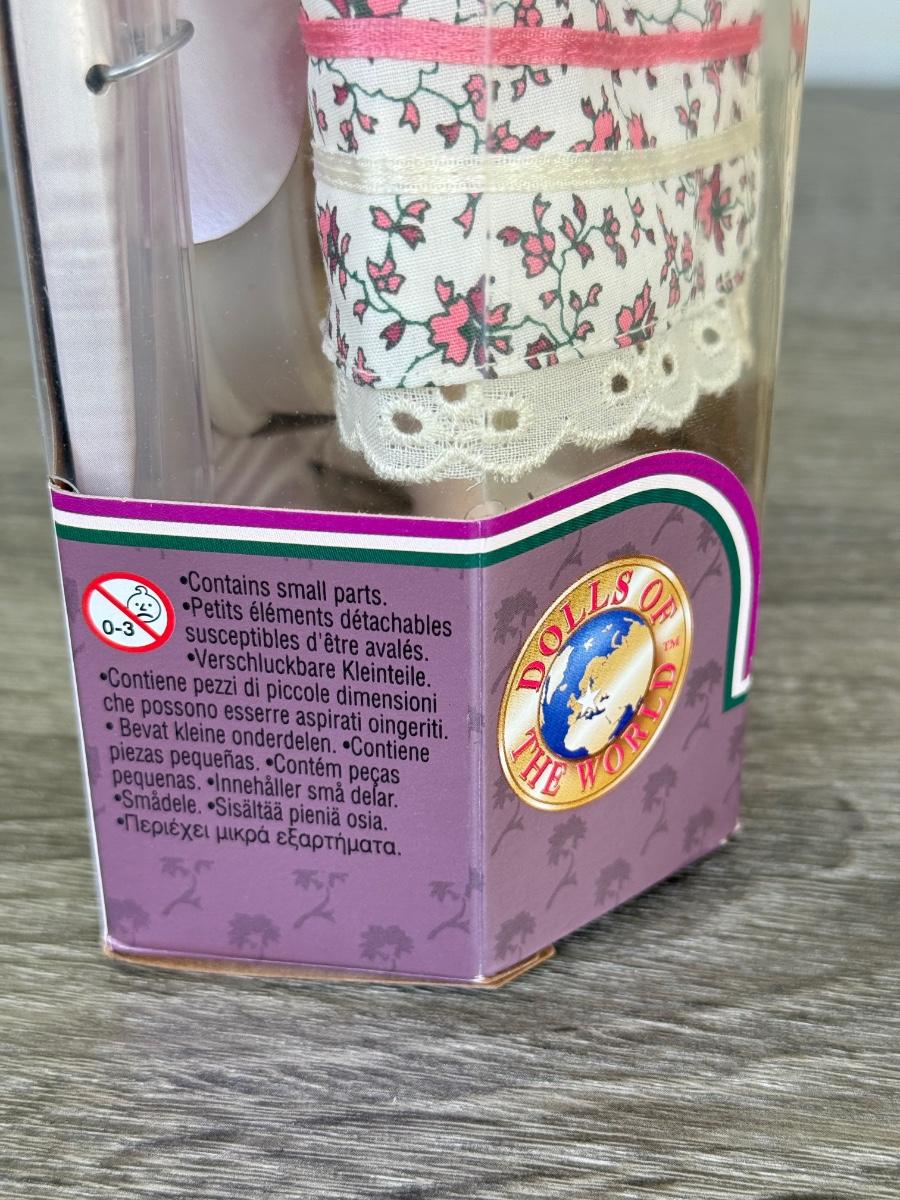 0-3
•Contains small parts.
•Petits éléments détachables
susceptibles d'être avalés.
•Verschluckbare Kleinteile.
•Contiene pezzi di piccole dimensioni
che possono esserre aspirati oingeriti.
• Bevat kleine onderdelen. •Contiene
piezas pequeñas. •Contém peças
pequenas. •Innehåller små delar.
•Smådele. •Sisältää pieniä osia.
•Περιέχει μικρά εξαρτήματα.
DOLLS OF
THE WORLD
TM